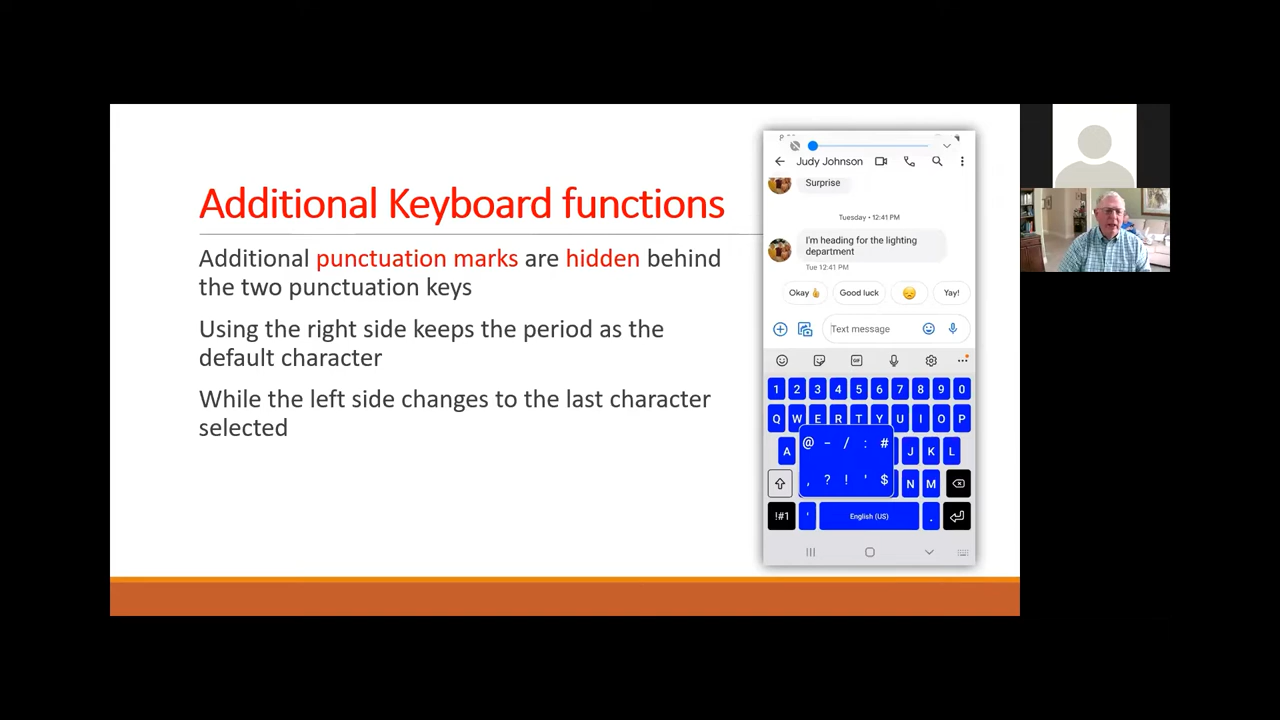 Additional Keyboard functions
Additional punctuation marks are hidden behind
the two punctuation keys
Using the right side keeps the period as the
default character
While the left side changes to the last character
selected
Judy Johnson
Surprise
Tuesday • 12:41 PM
I'm heading for the lighting
department
Tue 12:41 PM
Okay👍 Good luck 😞 Yay!
Text message
GIF
1 2 3 4 5 6 7 8 9 0
Q W E R T Y U I O P
A J K L
@ - / : #
, ? ! ' $
N M
!#1 ' English (US) .